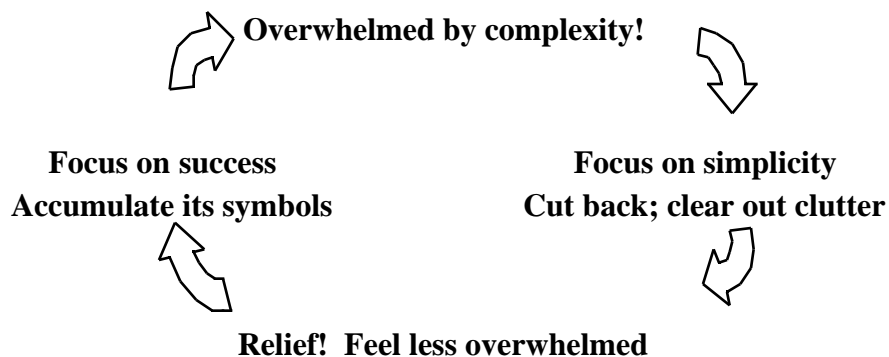 Overwhelmed by complexity!
Focus on simplicity
Cut back; clear out clutter
Relief!  Feel less overwhelmed
Focus on success
Accumulate its symbols